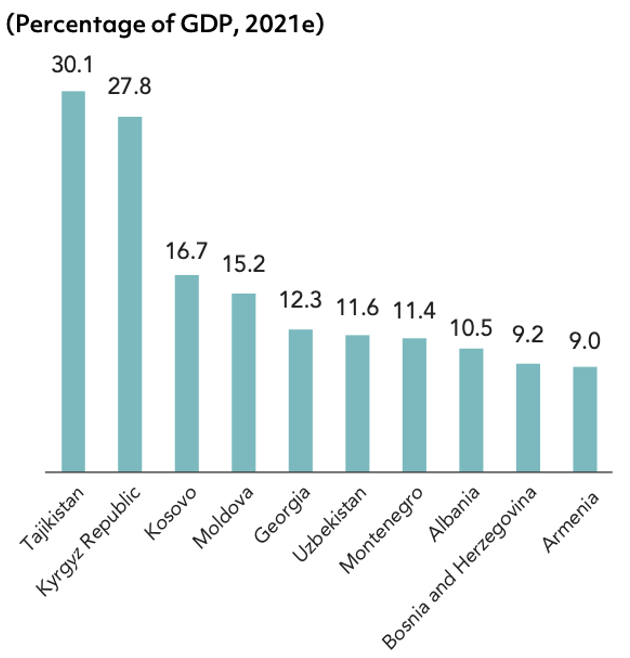 (Percentage of GDP, 2021e)
30.1
27.8
16.7
15.2
12.3
11.6
11.4
10.5
9.2
9.0
Tajikistan
Kyrgyz Republic
Kosovo
Moldova
Georgia
Uzbekistan
Montenegro
Albania
Bosnia and Herzegovina
Armenia